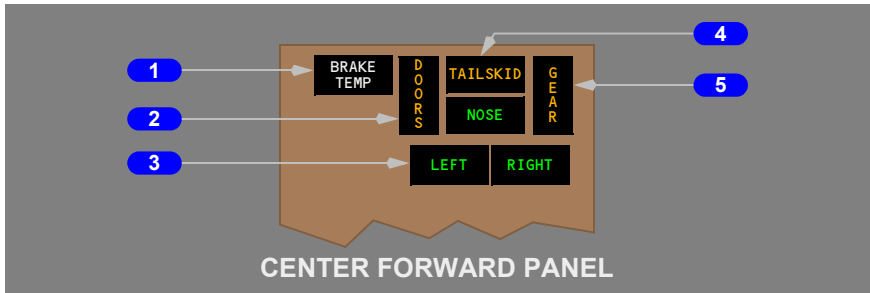 4
1
BRAKE
TEMP
D
O
O
R
S
TAILSKID
G
E
A
R
5
2
NOSE
3
LEFT
RIGHT
CENTER FORWARD PANEL